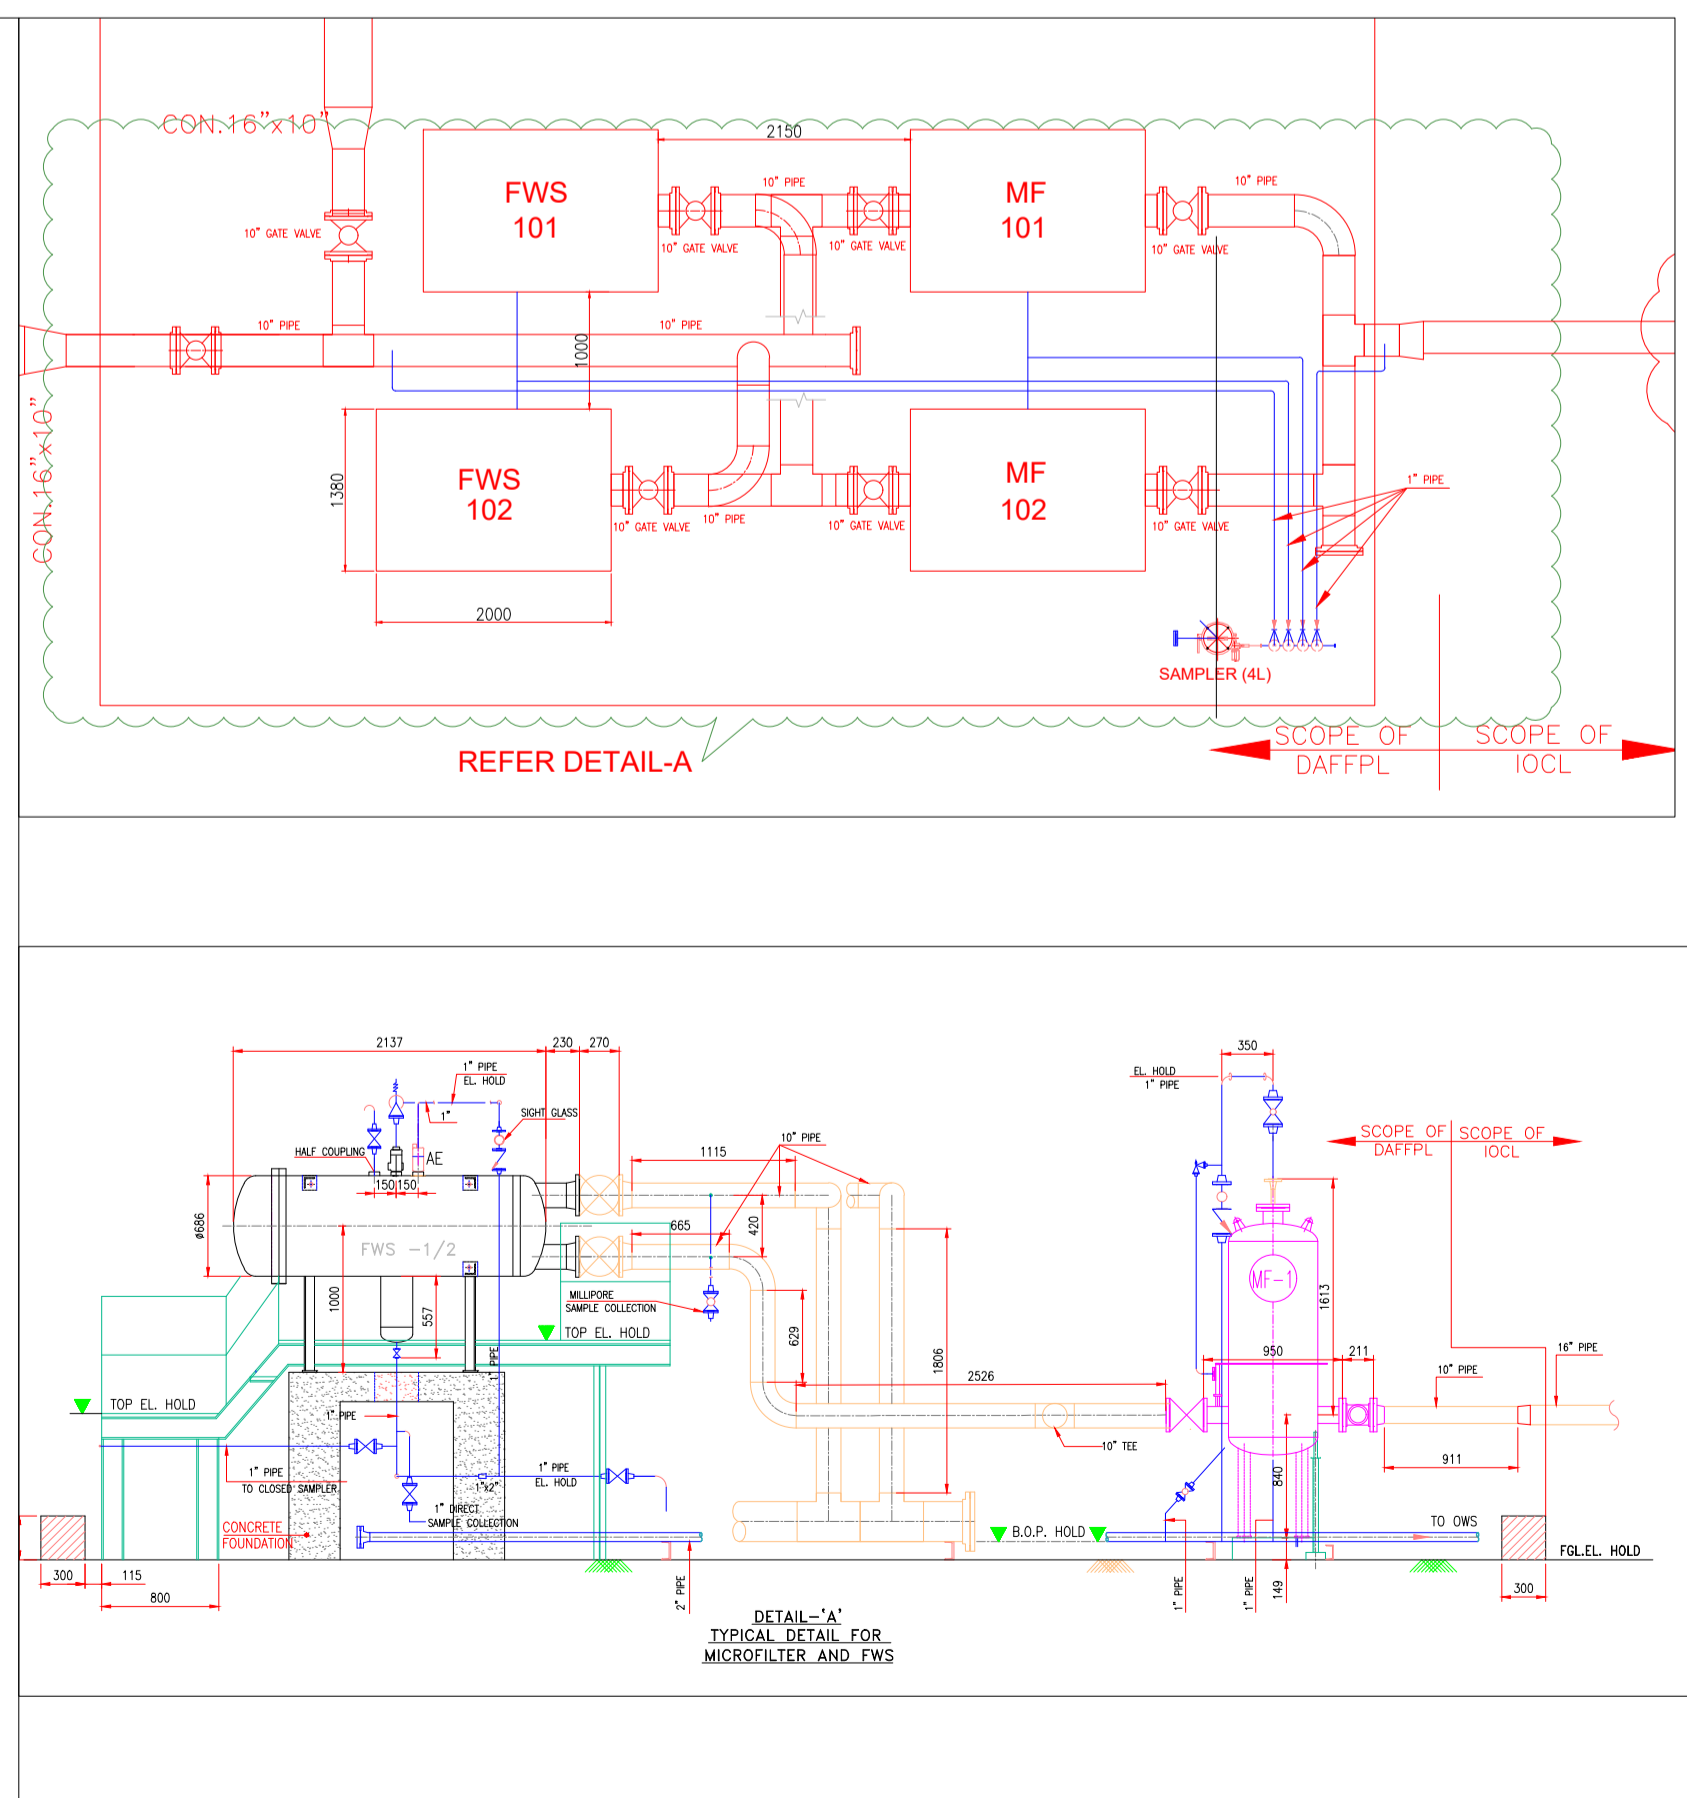 CON.16"x10"
2150
FWS
101
MF
101
10" PIPE
10" PIPE
10" GATE VALVE
10" GATE VALVE
10" GATE VALVE
10" GATE VALVE
10" PIPE
10" PIPE
1000
CON.16"x10"
1380
FWS
102
MF
102
10" GATE VALVE
10" PIPE
10" GATE VALVE
10" GATE VALVE
1" PIPE
2000
SAMPLER (4L)
REFER DETAIL-A
SCOPE OF
DAFFPL
SCOPE OF
IOCL
2137
230
270
1" PIPE
EL. HOLD
1"
SIGHT GLASS
HALF COUPLING
AE
150
150
ø686
FWS -1/2
1000
557
1115
10" PIPE
420
665
MILLIPORE
SAMPLE COLLECTION
629
1806
2526
TOP EL. HOLD
TOP EL. HOLD
1" PIPE
1" PIPE
1" PIPE
TO CLOSED SAMPLER
1"x2"
1" PIPE
EL. HOLD
1" DIRECT
SAMPLE COLLECTION
CONCRETE
FOUNDATION
300
115
800
2" PIPE
10" TEE
B.O.P. HOLD
350
EL. HOLD
1" PIPE
MF-1
1613
950
211
SCOPE OF
DAFFPL
SCOPE OF
IOCL
16" PIPE
10" PIPE
911
840
149
1" PIPE
1" PIPE
TO OWS
FGL.EL. HOLD
300
DETAIL-'A'
TYPICAL DETAIL FOR
MICROFILTER AND FWS